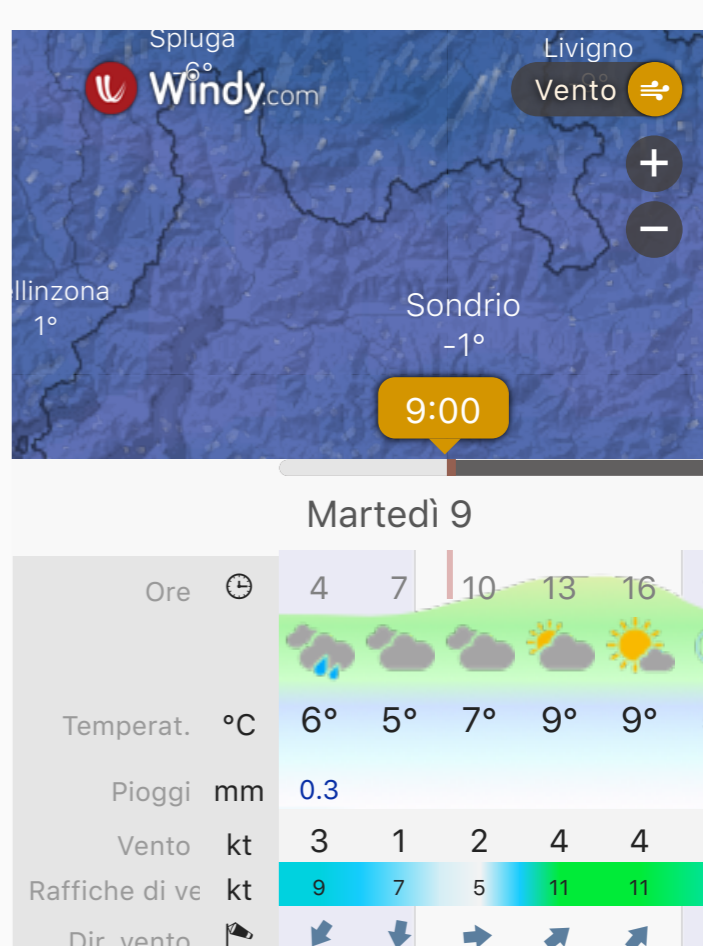 Spluga
-6°
Livigno
Windy.com
Vento
+
−
llinzona
1°
Sondrio
-1°
9:00
Martedì 9
Ore 4 7 10 13 16
Temperat. °C 6° 5° 7° 9° 9°
Pioggi mm 0.3
Vento kt 3 1 2 4 4
Raffiche di ve kt 9 7 5 11 11
Dir. vento